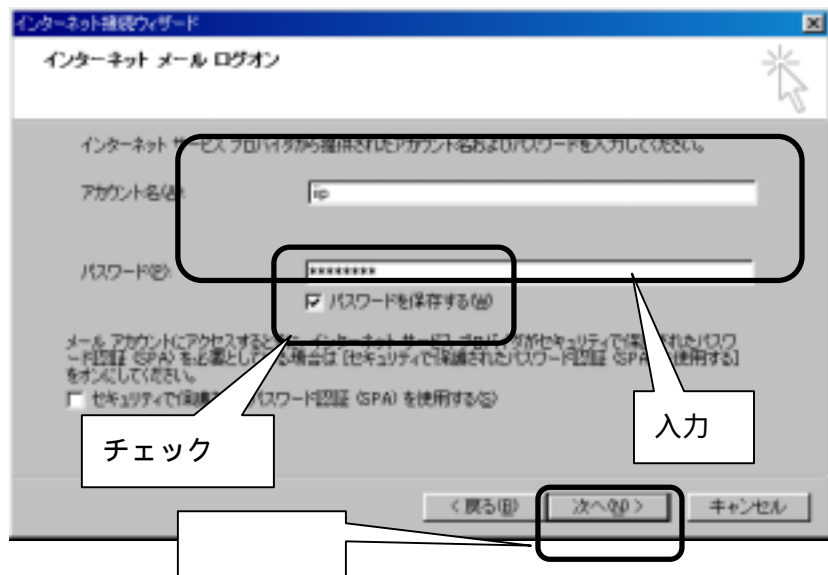 インターネット接続ウィザード
インターネット メール ログオン
インターネット サービス プロバイダから提供されたアカウント名およびパスワードを入力してください。
アカウント名(A):
ip
パスワード(P):
********
パスワードを保存する(W)
メール アカウントにアクセスするときに、インターネット サービス プロバイダがセキュリティで保護されたパスワ
ード認証 (SPA) を必要としている場合は [セキュリティで保護されたパスワード認証 (SPA) を使用する]
をオンにしてください。
セキュリティで保護 パスワード認証 (SPA) を使用する(S)
チェック
入力
< 戻る(B)
次へ(N) >
キャンセル